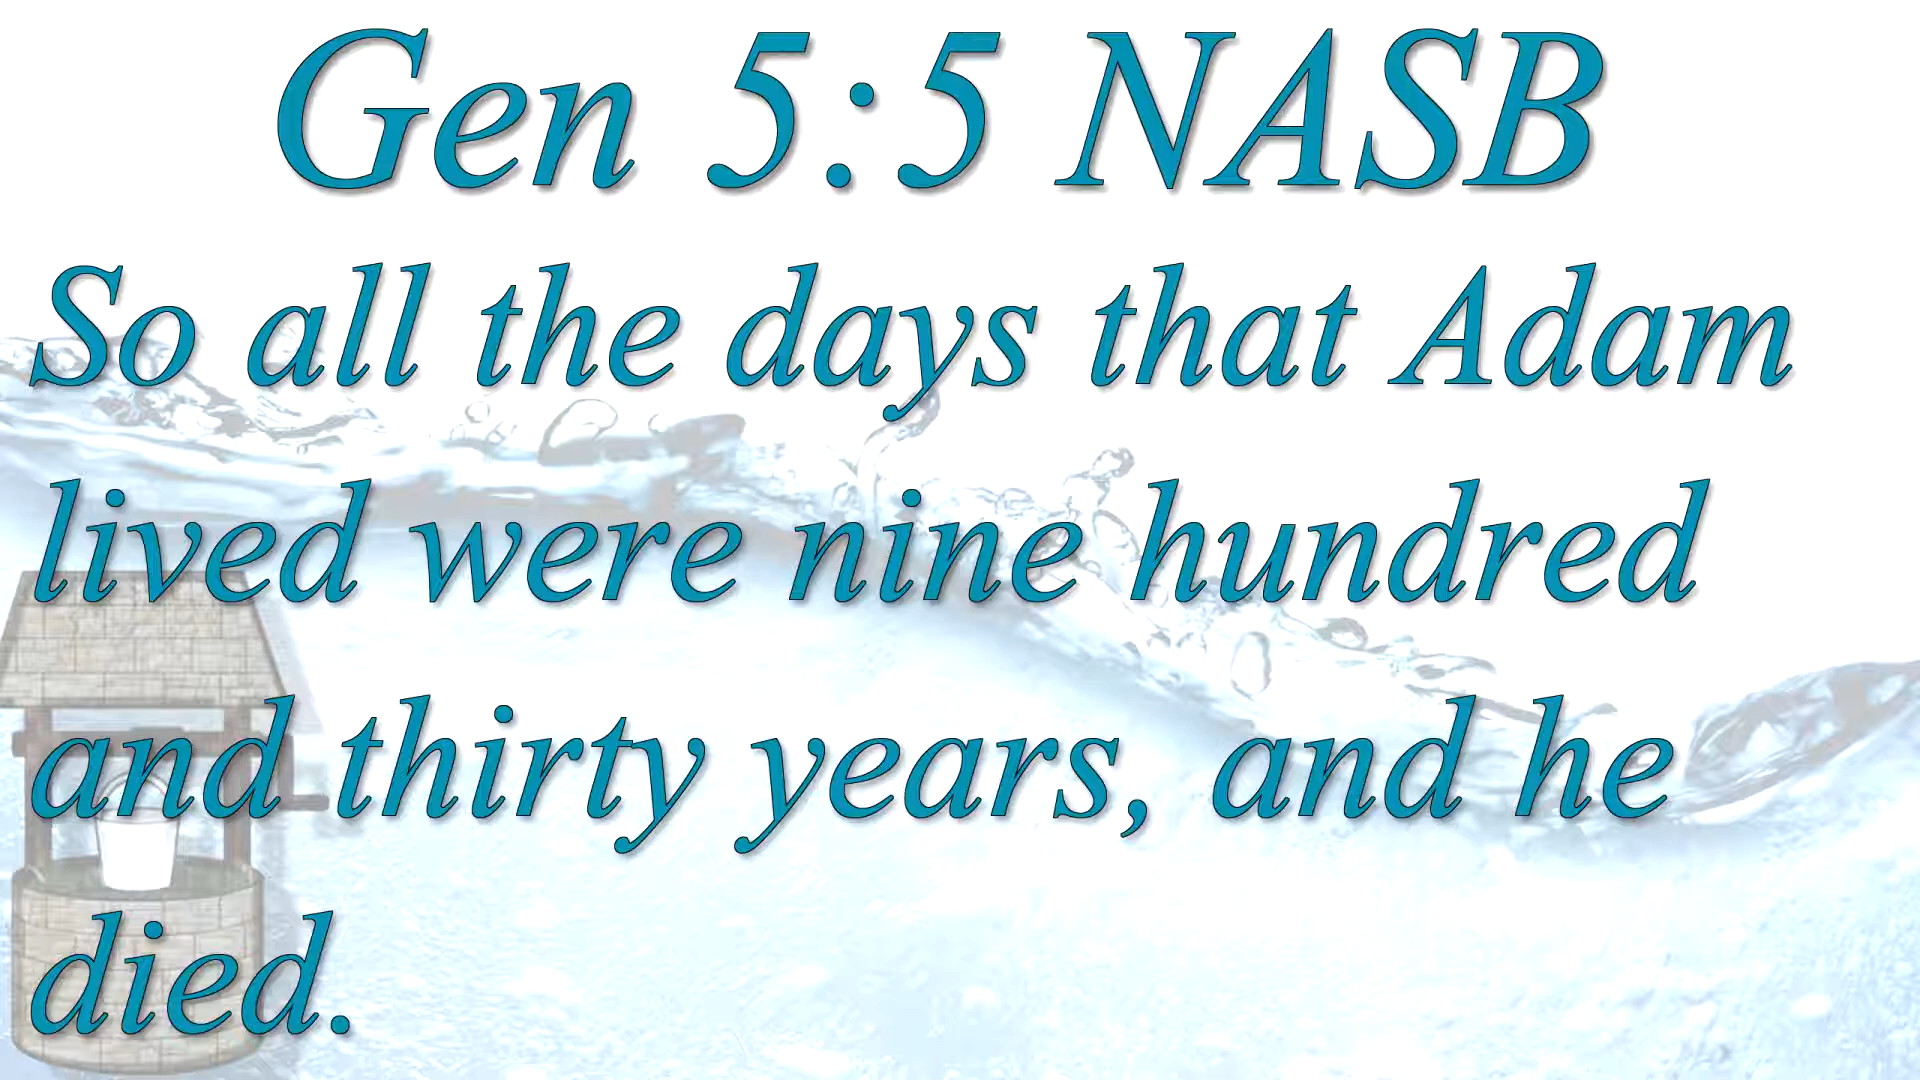 Gen 5:5 NASB
So all the days that Adam
lived were nine hundred
and thirty years, and he
died.